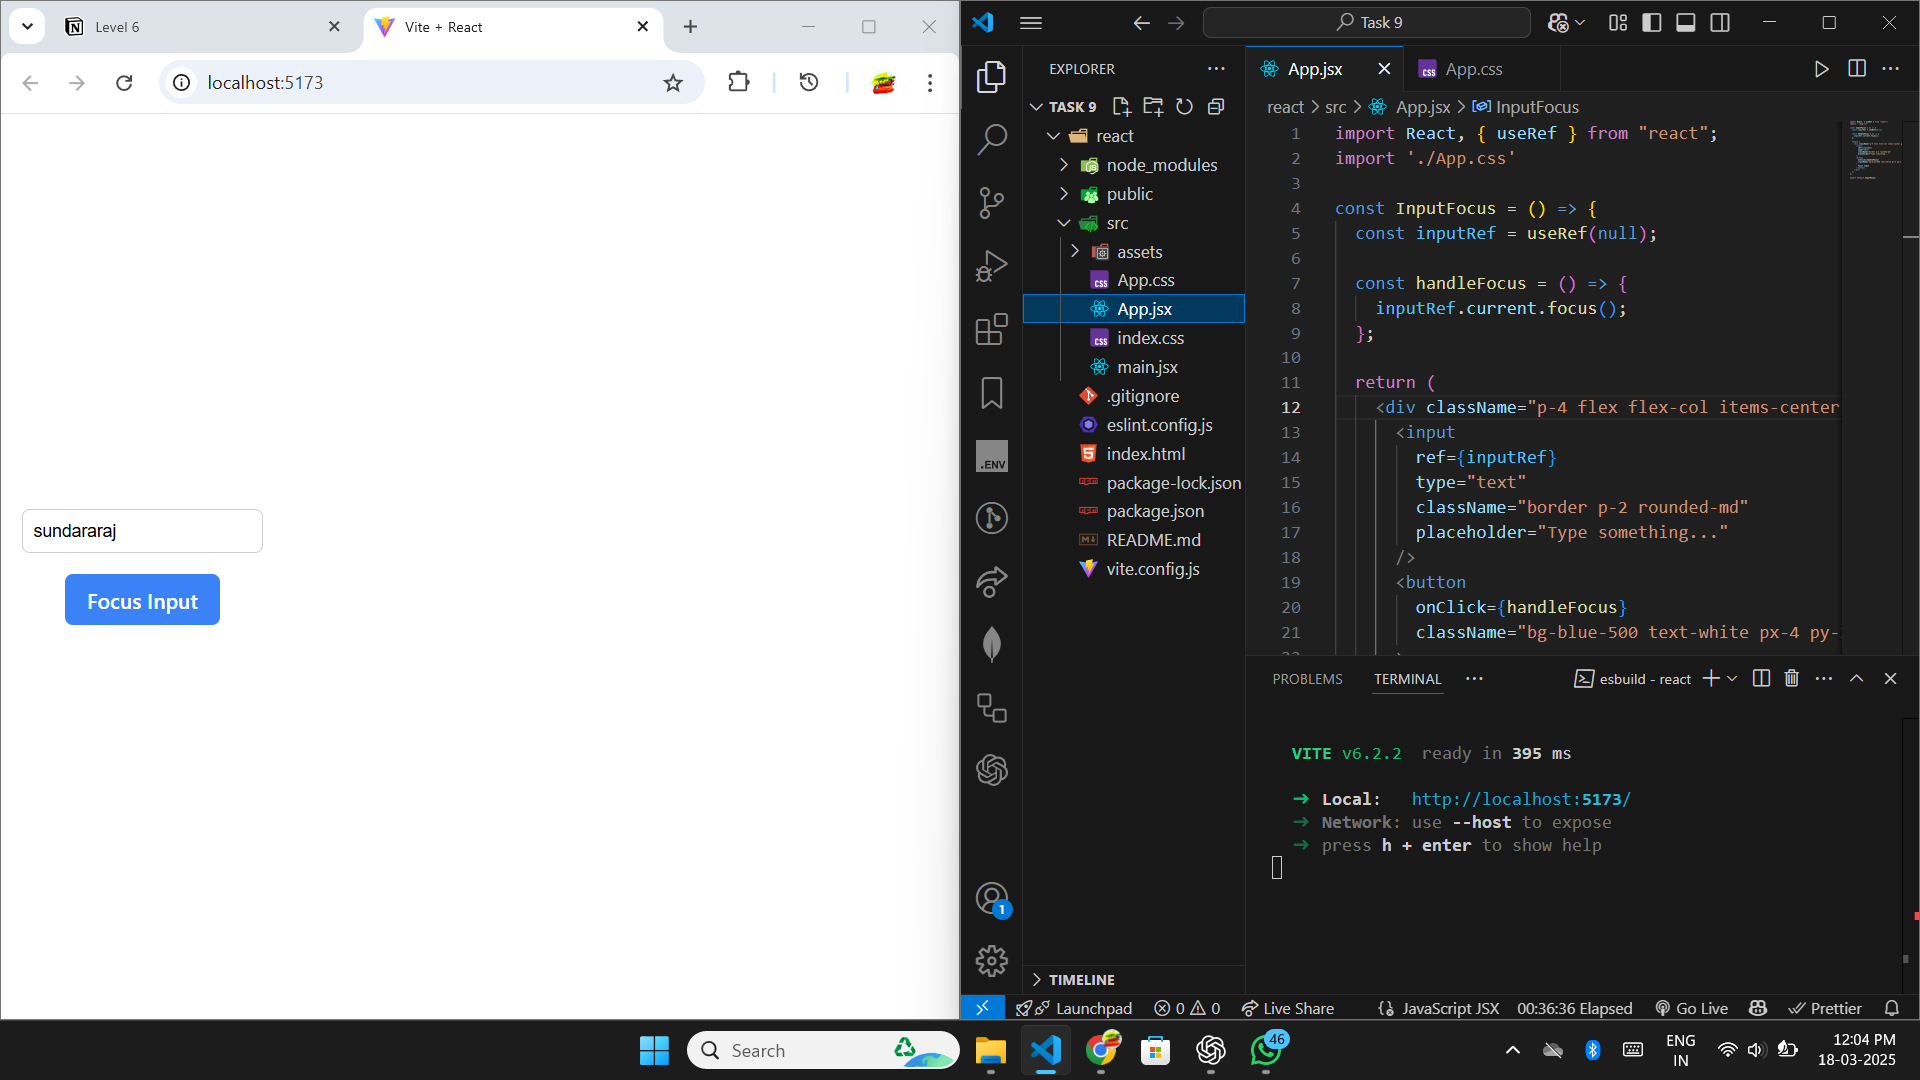 Level 6
Vite + React
localhost:5173
sundararaj
Focus Input
Task 9
EXPLORER
TASK 9
react
node_modules
public
src
assets
App.css
App.jsx
index.css
main.jsx
.gitignore
eslint.config.js
index.html
package-lock.json
package.json
README.md
vite.config.js
TIMELINE
.ENV
1
App.jsx
App.css
react > src > App.jsx > InputFocus
1 import React, { useRef } from "react";
2 import './App.css'
3
4 const InputFocus = () => {
5 const inputRef = useRef(null);
6
7 const handleFocus = () => {
8 inputRef.current.focus();
9 };
10
11 return (
12 <div className="p-4 flex flex-col items-center
13 <input
14 ref={inputRef}
15 type="text"
16 className="border p-2 rounded-md"
17 placeholder="Type something..."
18 />
19 <button
20 onClick={handleFocus}
21 className="bg-blue-500 text-white px-4 py-
PROBLEMS TERMINAL esbuild - react
VITE v6.2.2 ready in 395 ms
➜ Local: http://localhost:5173/
➜ Network: use --host to expose
➜ press h + enter to show help
Launchpad 0 0 Live Share JavaScript JSX 00:36:36 Elapsed Go Live Prettier
Search
46
ENG
IN
12:04 PM
18-03-2025